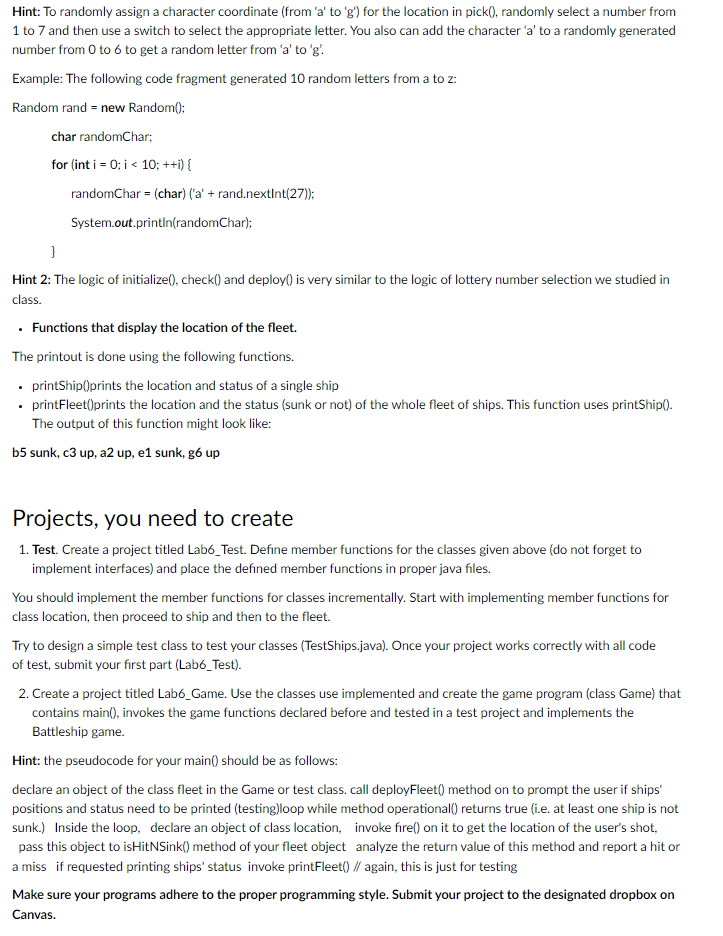 Hint: To randomly assign a character coordinate (from 'a' to 'g') for the location in pick(), randomly select a number from
1 to 7 and then use a switch to select the appropriate letter. You also can add the character 'a' to a randomly generated
number from 0 to 6 to get a random letter from 'a' to 'g'.
Example: The following code fragment generated 10 random letters from a to z:
Random rand = new Random();
char randomChar;
for (int i = 0; i < 10; ++i) {
randomChar = (char) ('a' + rand.nextInt(27));
System.out.println(randomChar);
}
Hint 2: The logic of initialize(), check() and deploy() is very similar to the logic of lottery number selection we studied in
class.
• Functions that display the location of the fleet.
The printout is done using the following functions.
• printShip()prints the location and status of a single ship
• printFleet()prints the location and the status (sunk or not) of the whole fleet of ships. This function uses printShip().
The output of this function might look like:
b5 sunk, c3 up, a2 up, e1 sunk, g6 up
Projects, you need to create
1. Test. Create a project titled Lab6_Test. Define member functions for the classes given above (do not forget to
implement interfaces) and place the defined member functions in proper java files.
You should implement the member functions for classes incrementally. Start with implementing member functions for
class location, then proceed to ship and then to the fleet.
Try to design a simple test class to test your classes (TestShips.java). Once your project works correctly with all code
of test, submit your first part (Lab6_Test).
2. Create a project titled Lab6_Game. Use the classes use implemented and create the game program (class Game) that
contains main(), invokes the game functions declared before and tested in a test project and implements the
Battleship game.
Hint: the pseudocode for your main() should be as follows:
declare an object of the class fleet in the Game or test class. call deployFleet() method on to prompt the user if ships'
positions and status need to be printed (testing)loop while method operational() returns true (i.e. at least one ship is not
sunk.) Inside the loop, declare an object of class location, invoke fire() on it to get the location of the user's shot,
pass this object to isHitNSink() method of your fleet object analyze the return value of this method and report a hit or
a miss if requested printing ships' status invoke printFleet() // again, this is just for testing
Make sure your programs adhere to the proper programming style. Submit your project to the designated dropbox on
Canvas.